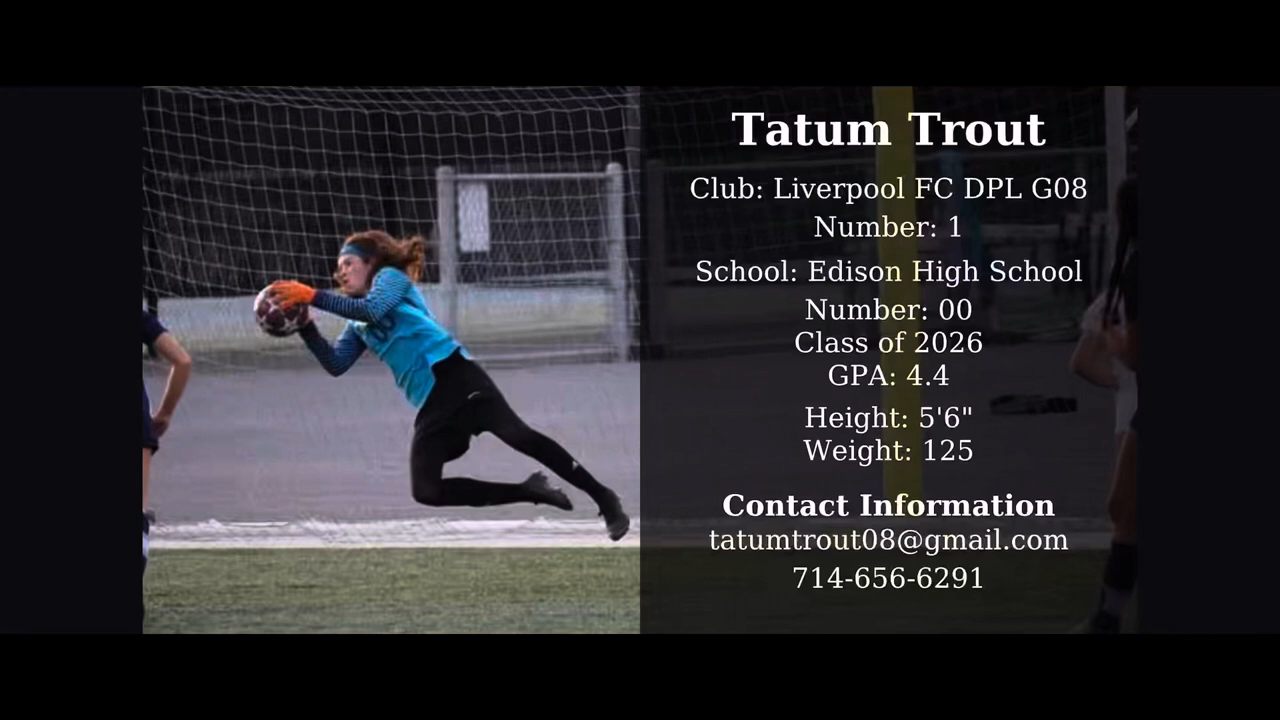 Tatum Trout
Club: Liverpool FC DPL G08
Number: 1
School: Edison High School
Number: 00
Class of 2026
GPA: 4.4
Height: 5'6"
Weight: 125
Contact Information
tatumtrout08@gmail.com
714-656-6291